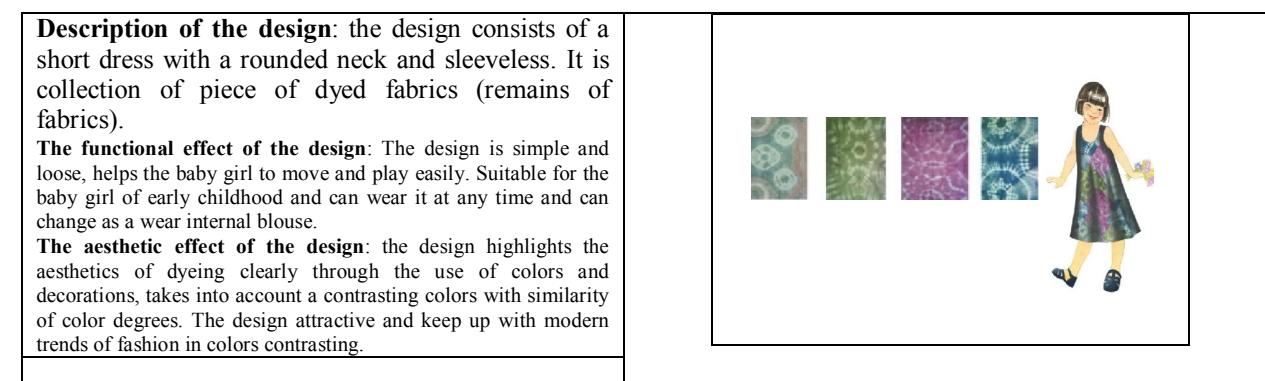 Description of the design: the design consists of a
short dress with a rounded neck and sleeveless. It is
collection of piece of dyed fabrics (remains of
fabrics).
The functional effect of the design: The design is simple and
loose, helps the baby girl to move and play easily. Suitable for the
baby girl of early childhood and can wear it at any time and can
change as a wear internal blouse.
The aesthetic effect of the design: the design highlights the
aesthetics of dyeing clearly through the use of colors and
decorations, takes into account a contrasting colors with similarity
of color degrees. The design attractive and keep up with modern
trends of fashion in colors contrasting.